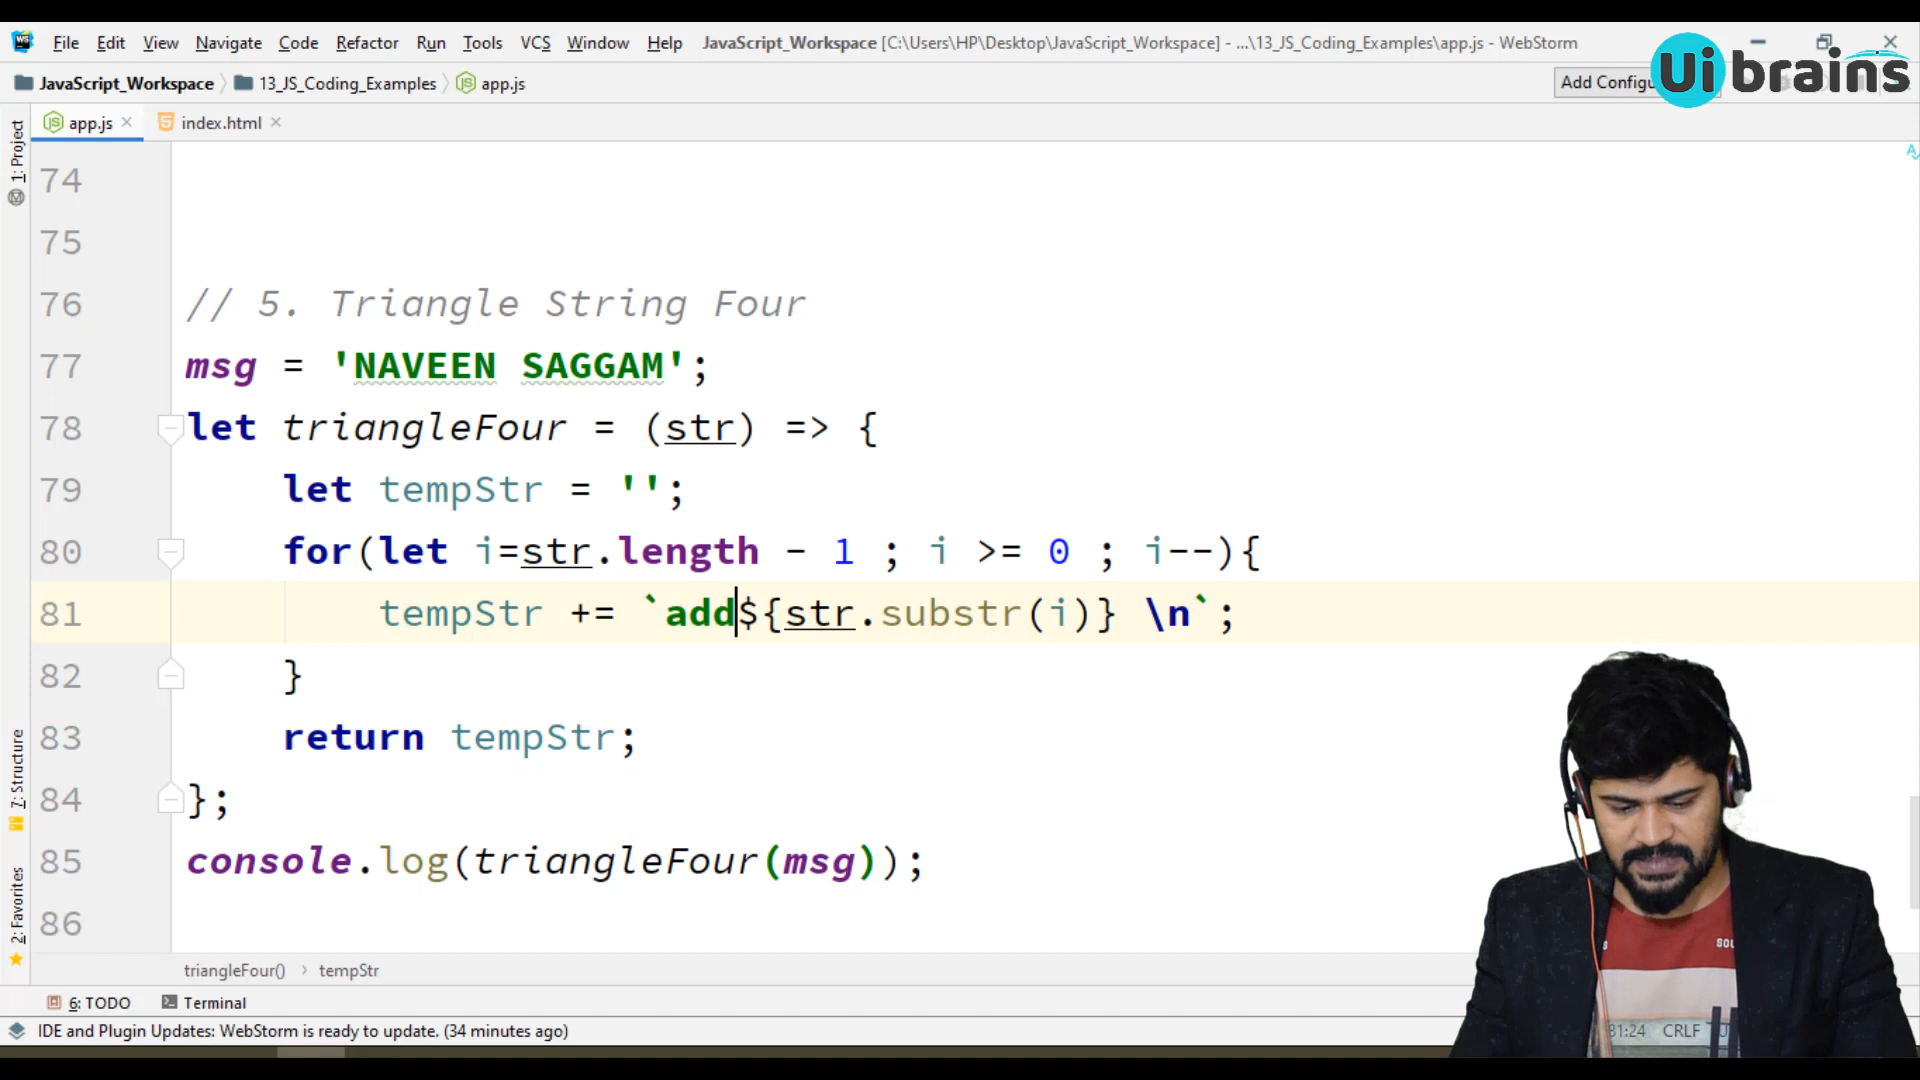 File Edit View Navigate Code Refactor Run Tools VCS Window Help JavaScript_Workspace [C:\Users\HP\Desktop\JavaScript_Workspace] - ...\13_JS_Coding_Examples\app.js - WebStorm
JavaScript_Workspace 13_JS_Coding_Examples app.js Add Configu
Ui brains
app.js index.html
1: Project
7: Structure
2: Favorites
74
75
76 // 5. Triangle String Four
77 msg = 'NAVEEN SAGGAM';
78 let triangleFour = (str) => {
79 let tempStr = '';
80 for(let i=str.length - 1 ; i >= 0 ; i--){
81 tempStr += `add${str.substr(i)} \n`;
82 }
83 return tempStr;
84 };
85 console.log(triangleFour(msg));
86
triangleFour() › tempStr
6: TODO Terminal
IDE and Plugin Updates: WebStorm is ready to update. (34 minutes ago) 81:24 CRLF